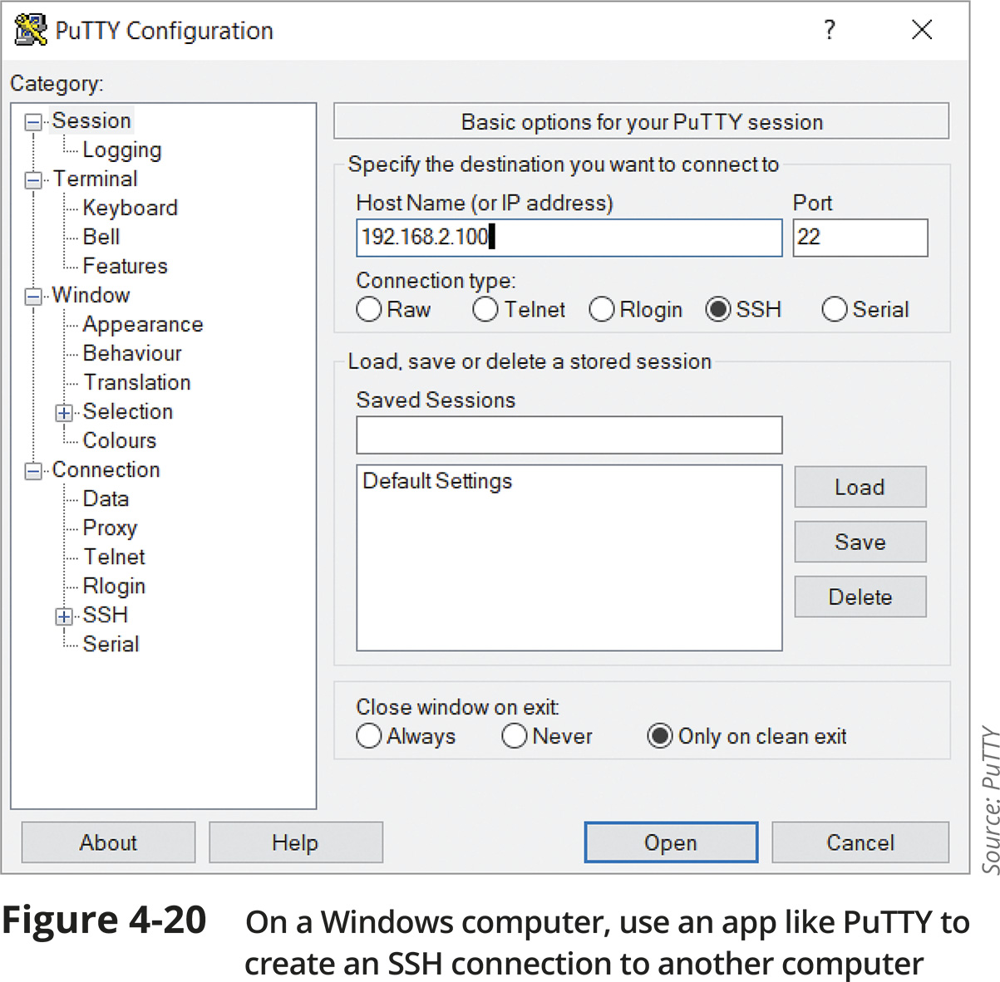 PuTTY Configuration
?
Category:
Session
Logging
Terminal
Keyboard
Bell
Features
Window
Appearance
Behaviour
Translation
Selection
Colours
Connection
Data
Proxy
Telnet
Rlogin
SSH
Serial
Basic options for your PuTTY session
Specify the destination you want to connect to
Host Name (or IP address) Port
192.168.2.100 22
Connection type:
Raw Telnet Rlogin SSH Serial
Load, save or delete a stored session
Saved Sessions
Default Settings
Load
Save
Delete
Close window on exit:
Always Never Only on clean exit
About Help Open Cancel
Source: PuTTY
Figure 4-20 On a Windows computer, use an app like PuTTY to
create an SSH connection to another computer